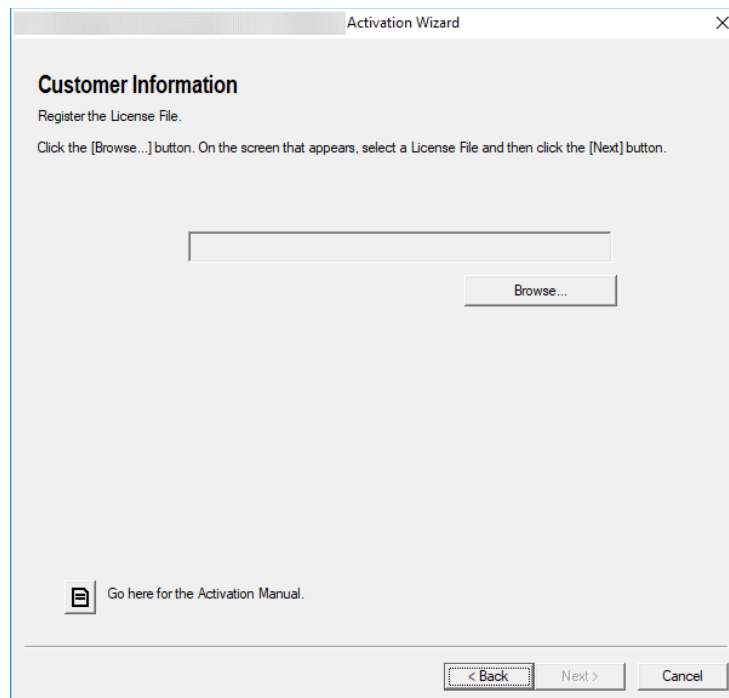 Activation Wizard
Customer Information
Register the License File.
Click the [Browse...] button. On the screen that appears, select a License File and then click the [Next] button.
Browse...
Go here for the Activation Manual.
< Back
Next >
Cancel